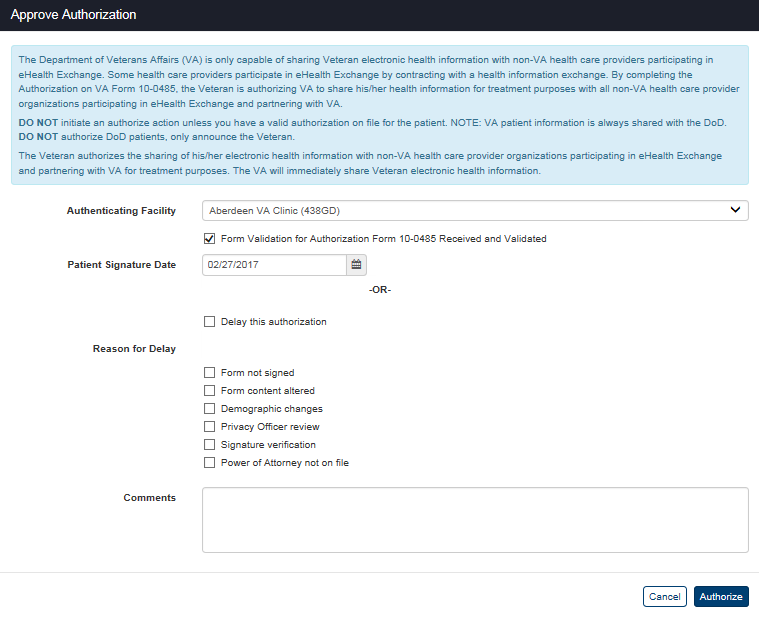 Approve Authorization
The Department of Veterans Affairs (VA) is only capable of sharing Veteran electronic health information with non-VA health care providers participating in
eHealth Exchange. Some health care providers participate in eHealth Exchange by contracting with a health information exchange. By completing the
Authorization on VA Form 10-0485, the Veteran is authorizing VA to share his/her health information for treatment purposes with all non-VA health care provider
organizations participating in eHealth Exchange and partnering with VA.
DO NOT initiate an authorize action unless you have a valid authorization on file for the patient. NOTE: VA patient information is always shared with the DoD.
DO NOT authorize DoD patients, only announce the Veteran.
The Veteran authorizes the sharing of his/her electronic health information with non-VA health care provider organizations participating in eHealth Exchange
and partnering with VA for treatment purposes. The VA will immediately share Veteran electronic health information.
Authenticating Facility Aberdeen VA Clinic (438GD)
Form Validation for Authorization Form 10-0485 Received and Validated
Patient Signature Date 02/27/2017
-OR-
Delay this authorization
Reason for Delay
Form not signed
Form content altered
Demographic changes
Privacy Officer review
Signature verification
Power of Attorney not on file
Comments
Cancel Authorize